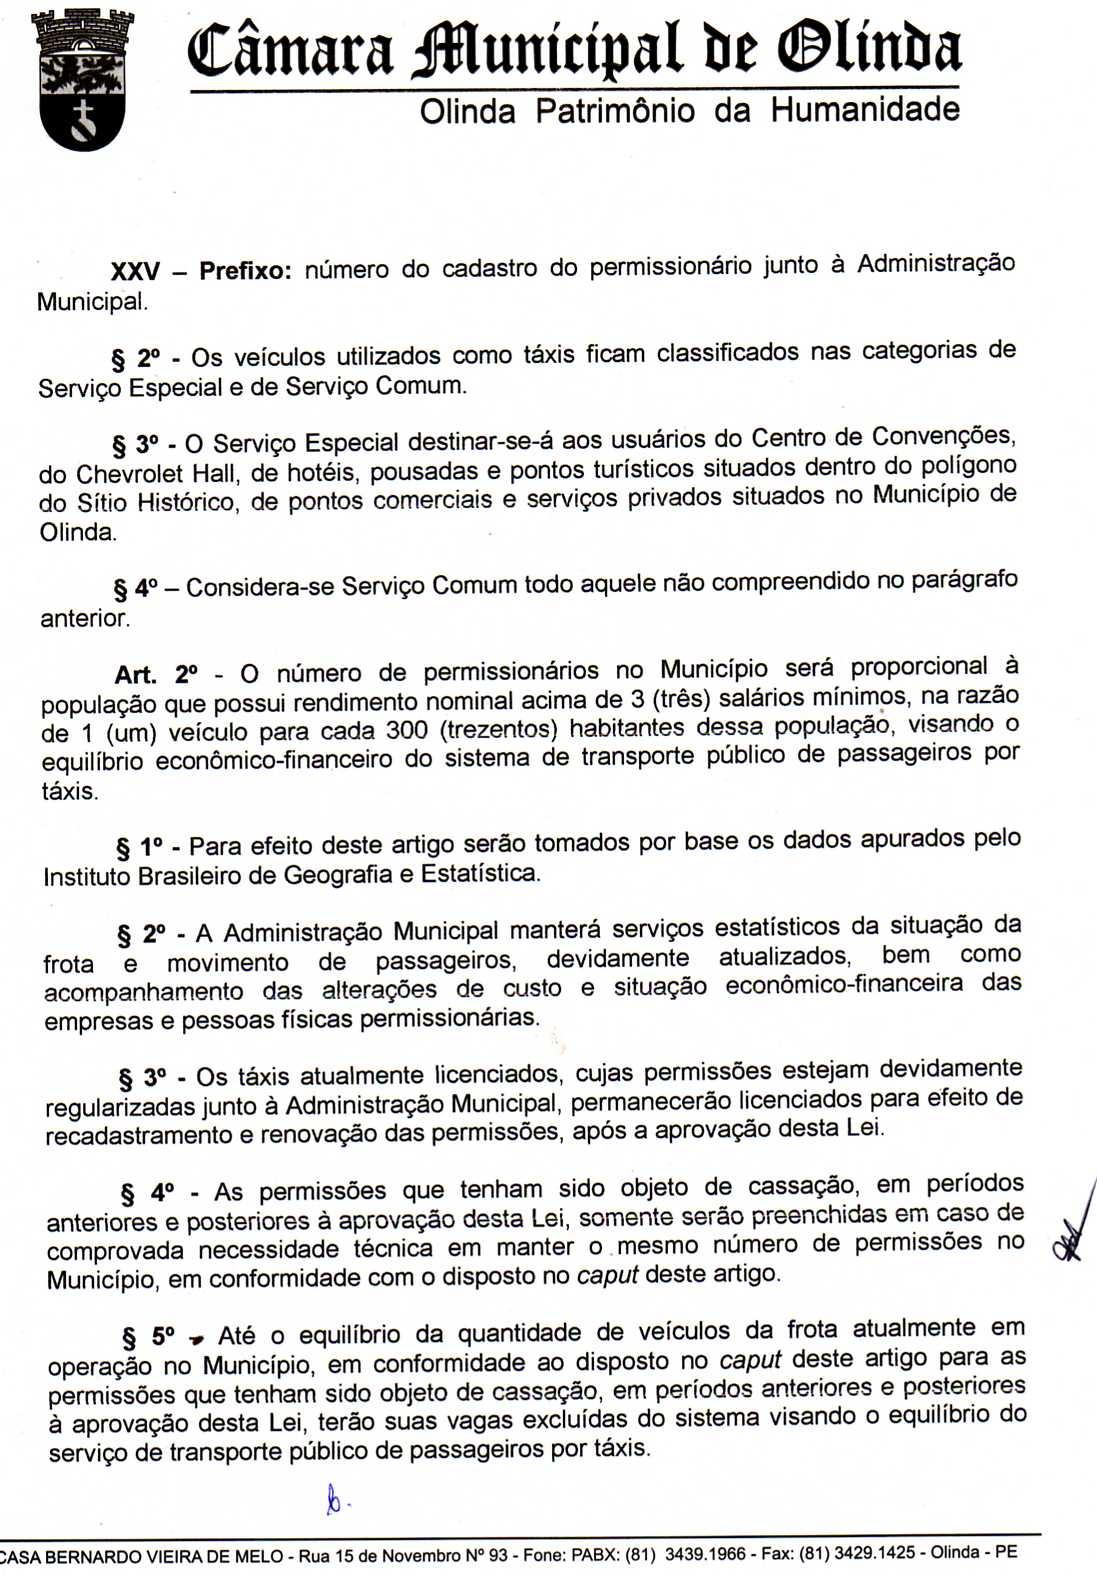 Câmara Municipal de Olinda
Olinda Patrimônio da Humanidade
XXV – Prefixo: número do cadastro do permissionário junto à Administração
Municipal.
§ 2º - Os veículos utilizados como táxis ficam classificados nas categorias de
Serviço Especial e de Serviço Comum.
§ 3º - O Serviço Especial destinar-se-á aos usuários do Centro de Convenções,
do Chevrolet Hall, de hotéis, pousadas e pontos turísticos situados dentro do polígono
do Sítio Histórico, de pontos comerciais e serviços privados situados no Município de
Olinda.
§ 4º – Considera-se Serviço Comum todo aquele não compreendido no parágrafo
anterior.
Art. 2º - O número de permissionários no Município será proporcional à
população que possui rendimento nominal acima de 3 (três) salários mínimos, na razão
de 1 (um) veículo para cada 300 (trezentos) habitantes dessa população, visando o
equilíbrio econômico-financeiro do sistema de transporte público de passageiros por
táxis.
§ 1º - Para efeito deste artigo serão tomados por base os dados apurados pelo
Instituto Brasileiro de Geografia e Estatística.
§ 2º - A Administração Municipal manterá serviços estatísticos da situação da
frota e movimento de passageiros, devidamente atualizados, bem como
acompanhamento das alterações de custo e situação econômico-financeira das
empresas e pessoas físicas permissionárias.
§ 3º - Os táxis atualmente licenciados, cujas permissões estejam devidamente
regularizadas junto à Administração Municipal, permanecerão licenciados para efeito de
recadastramento e renovação das permissões, após a aprovação desta Lei.
§ 4º - As permissões que tenham sido objeto de cassação, em períodos
anteriores e posteriores à aprovação desta Lei, somente serão preenchidas em caso de
comprovada necessidade técnica em manter o mesmo número de permissões no
Município, em conformidade com o disposto no caput deste artigo.
§ 5º - Até o equilíbrio da quantidade de veículos da frota atualmente em
operação no Município, em conformidade ao disposto no caput deste artigo para as
permissões que tenham sido objeto de cassação, em períodos anteriores e posteriores
à aprovação desta Lei, terão suas vagas excluídas do sistema visando o equilíbrio do
serviço de transporte público de passageiros por táxis.
CASA BERNARDO VIEIRA DE MELO - Rua 15 de Novembro Nº 93 - Fone: PABX: (81) 3439.1966 - Fax: (81) 3429.1425 - Olinda - PE